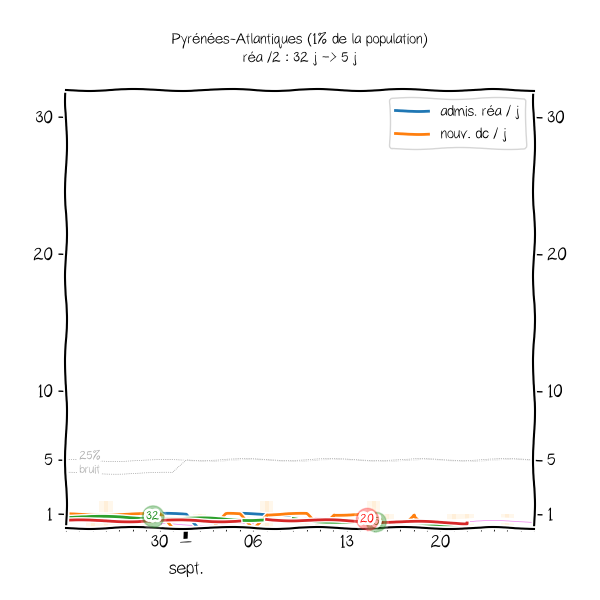 Pyrénées-Atlantiques (1% de la population)
réa /2 : 32 j -> 5 j
admis. réa / j
nouv. dc / j
30 30
20 20
10 10
25%
5 5
bruit
1 32 20 1
30 1 06 13 20
sept.